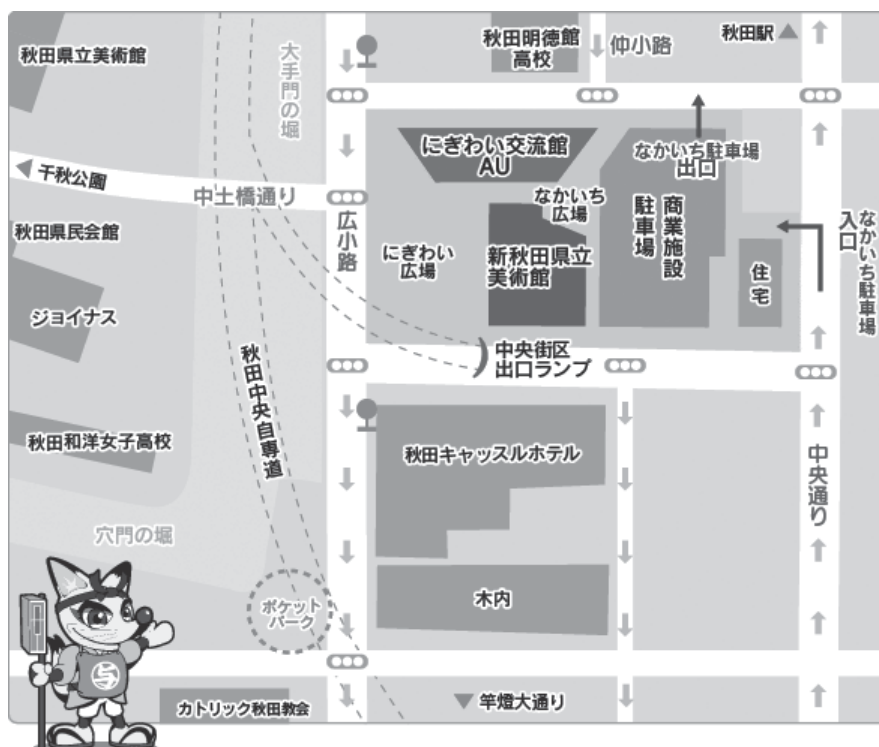 秋田県立美術館
大手門の堀
秋田明徳館
高校
仲小路
秋田駅▲
にぎわい交流館
AU
なかいち駐車場
出口
千秋公園
中土橋通り
なかいち
広場
商業施設
駐車場
なかいち駐車場
入口
秋田県民会館
広小路
にぎわい
広場
新秋田県立
美術館
住宅
ジョイナス
中央街区
出口ランプ
秋田中央自専道
秋田和洋女子高校
秋田キャッスルホテル
中央通り
穴門の堀
ポケット
パーク
木内
カトリック秋田教会
▼竿燈大通り